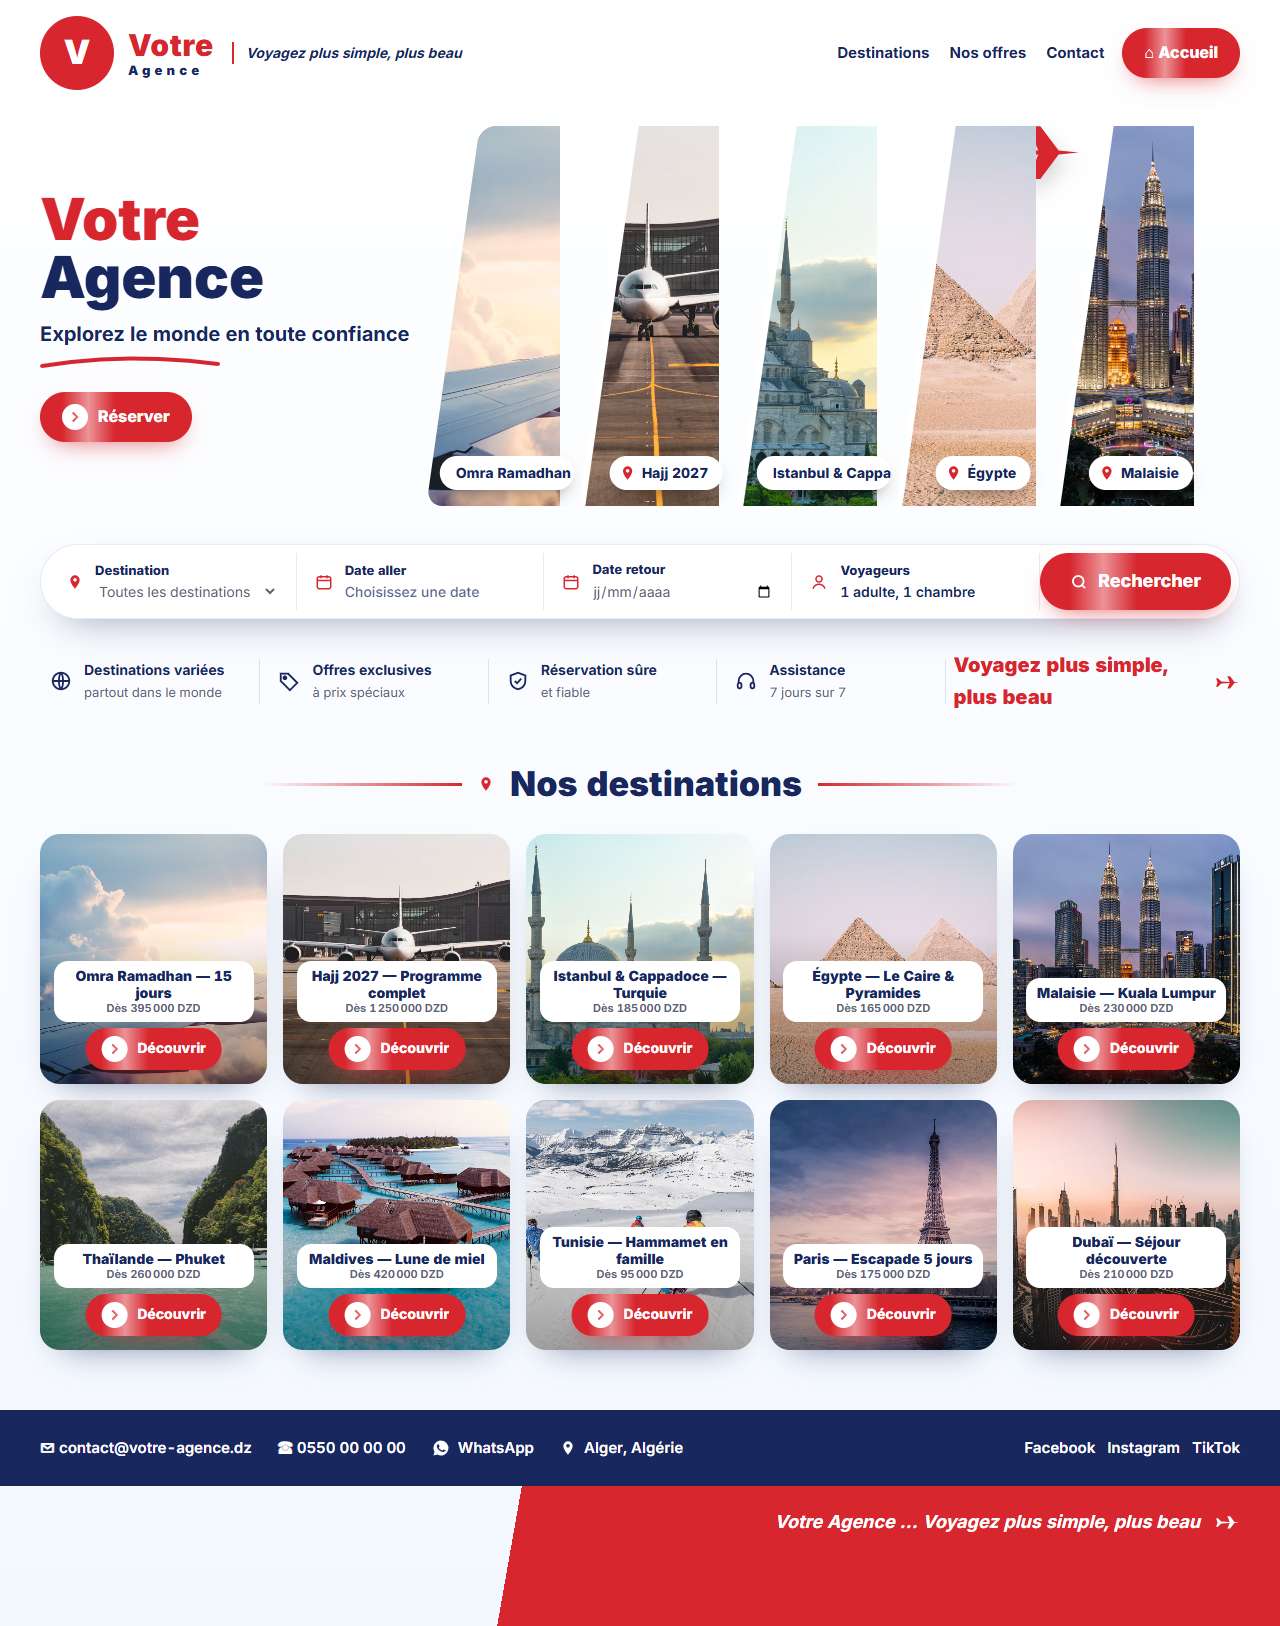 V
Votre
Agence
Voyagez plus simple, plus beau
Destinations
Nos offres
Contact
⌂ Accueil
Votre
Agence
Explorez le monde en toute confiance
Réserver
Omra Ramadhan
Hajj 2027
Istanbul & Cappa
Égypte
Malaisie
Destination
Toutes les destinations
Date aller
Choisissez une date
Date retour
jj/mm/aaaa
Voyageurs
1 adulte, 1 chambre
Rechercher
Destinations variées
partout dans le monde
Offres exclusives
à prix spéciaux
Réservation sûre
et fiable
Assistance
7 jours sur 7
Voyagez plus simple,
plus beau
Nos destinations
Omra Ramadhan — 15
jours
Dès 395 000 DZD
Découvrir
Hajj 2027 — Programme
complet
Dès 1 250 000 DZD
Découvrir
Istanbul & Cappadoce —
Turquie
Dès 185 000 DZD
Découvrir
Égypte — Le Caire &
Pyramides
Dès 165 000 DZD
Découvrir
Malaisie — Kuala Lumpur
Dès 230 000 DZD
Découvrir
Thaïlande — Phuket
Dès 260 000 DZD
Découvrir
Maldives — Lune de miel
Dès 420 000 DZD
Découvrir
Tunisie — Hammamet en
famille
Dès 95 000 DZD
Découvrir
Paris — Escapade 5 jours
Dès 175 000 DZD
Découvrir
Dubaï — Séjour
découverte
Dès 210 000 DZD
Découvrir
✉ contact@votre-agence.dz
☎ 0550 00 00 00
WhatsApp
Alger, Algérie
Facebook
Instagram
TikTok
Votre Agence ... Voyagez plus simple, plus beau